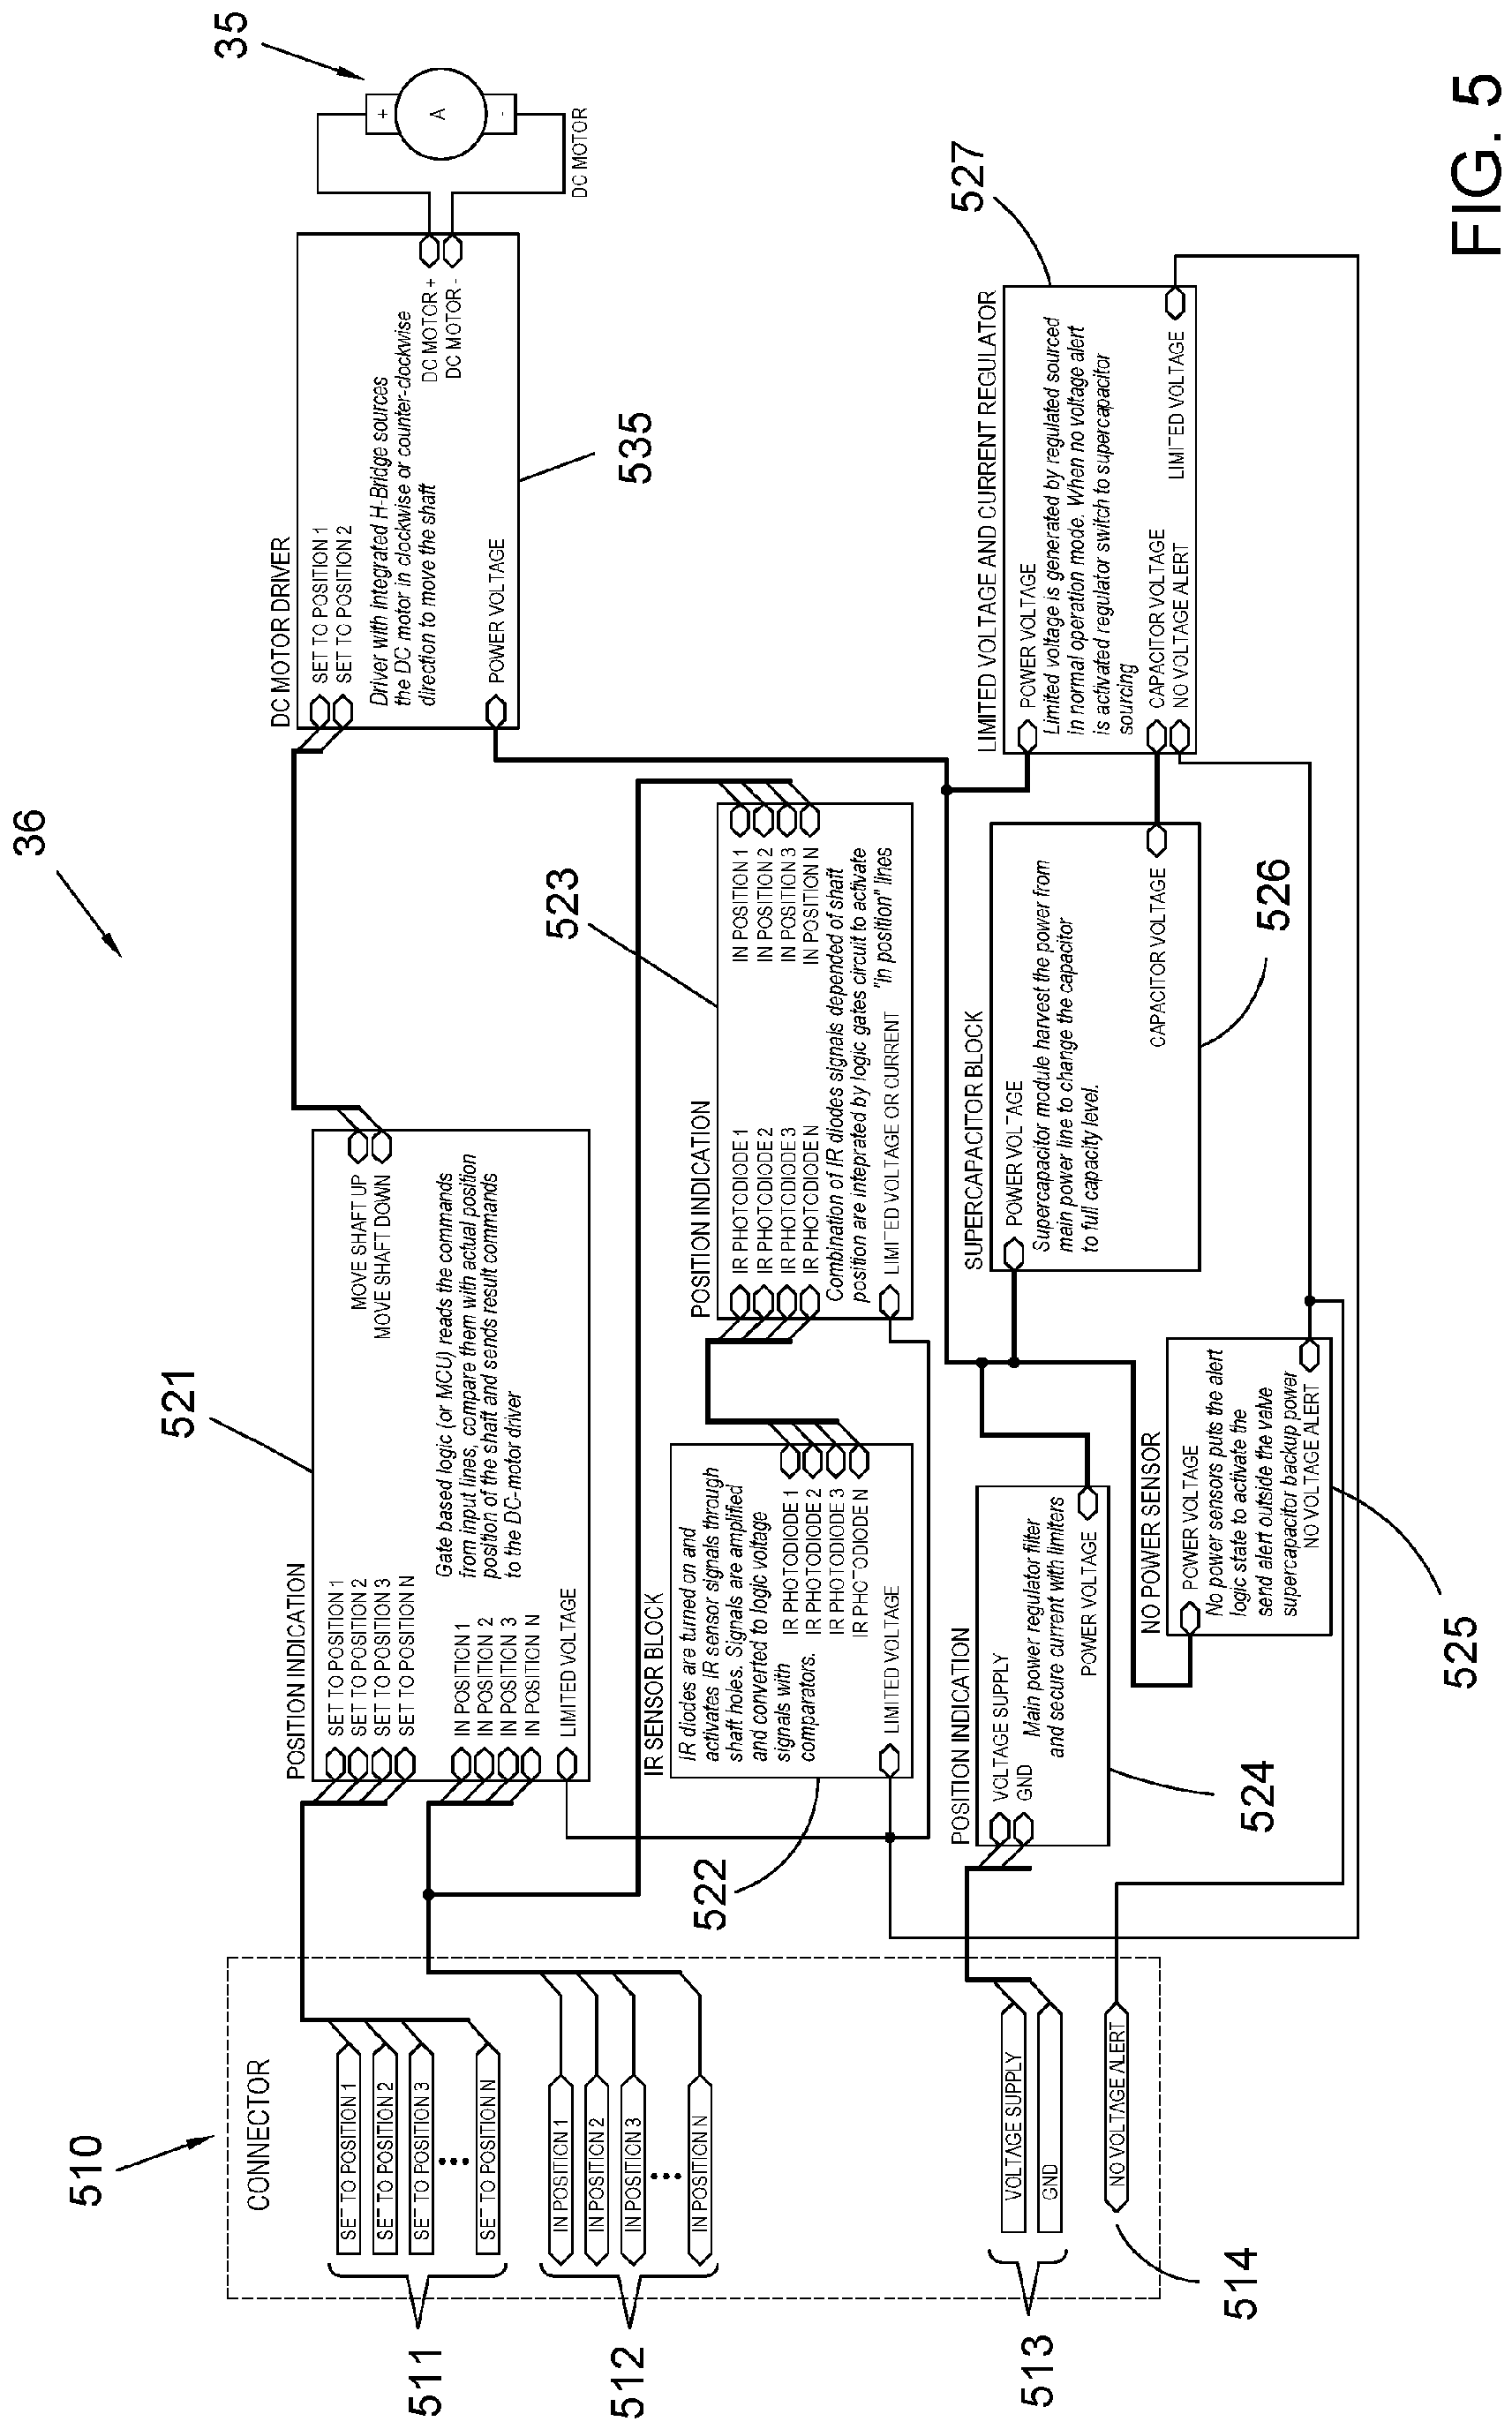 36
510
CONNECTOR
SET TO POSITION 1
SET TO POSITION 2
SET TO POSITION 3
SET TO POSITION N
511
IN POSITION 1
IN POSITION 2
IN POSITION 3
IN POSITION N
512
VOLTAGE SUPPLY
GND
513
NO VOLTAGE ALERT
514
521
POSITION INDICATION
SET TO POSITION 1
SET TO POSITION 2
SET TO POSITION 3
SET TO POSITION N
MOVE SHAFT UP
MOVE SHAFT DOWN
Gate based logic (or MCU) reads the commands
from input lines, compare them with actual position
position of the shaft and sends result commands
to the DC-motor driver
IN POSITION 1
IN POSITION 2
IN POSITION 3
IN POSITION N
LIMITED VOLTAGE
DC MOTOR DRIVER
SET TO POSITION 1
SET TO POSITION 2
Driver with integrated H-Bridge sources
the DC motor in clockwise or counter-clockwise
direction to move the shaft
DC MOTOR +
DC MOTOR -
POWER VOLTAGE
535
35
+
A
-
DC MOTOR
IR SENSOR BLOCK
IR diodes are turned on and
activates IR sensor signals through
shaft holes. Signals are amplified
and converted to logic voltage
signals with
comparators.
IR PHOTODIODE 1
IR PHOTODIODE 2
IR PHOTODIODE 3
IR PHOTODIODE N
LIMITED VOLTAGE
522
523
POSITION INDICATION
IR PHOTODIODE 1
IR PHOTODIODE 2
IR PHOTODIODE 3
IR PHOTODIODE N
IN POSITION 1
IN POSITION 2
IN POSITION 3
IN POSITION N
Combination of IR diodes signals depended of shaft
position are inteprated by logic gates circuit to activate
"in position" lines
LIMITED VOLTAGE OR CURRENT
POSITION INDICATION
VOLTAGE SUPPLY
GND
Main power regulator filter
and secure current with limiters
POWER VOLTAGE
524
NO POWER SENSOR
POWER VOLTAGE
No power sensors puts the alert
logic state to activate the
send alert outside the valve
supercapacitor backup power
NO VOLTAGE ALERT
525
SUPERCAPACITOR BLOCK
POWER VOLTAGE
Supercapacitor module harvest the power from
main power line to change the capacitor
to full capacity level.
CAPACITOR VOLTAGE
526
527
LIMITED VOLTAGE AND CURRENT REGULATOR
POWER VOLTAGE
Limited voltage is generated by regulated sourced
in normal operation mode. When no voltage alert
is activated regulator switch to supercapacitor
sourcing
CAPACITOR VOLTAGE
NO VOLTAGE ALERT
LIMITED VOLTAGE
FIG. 5